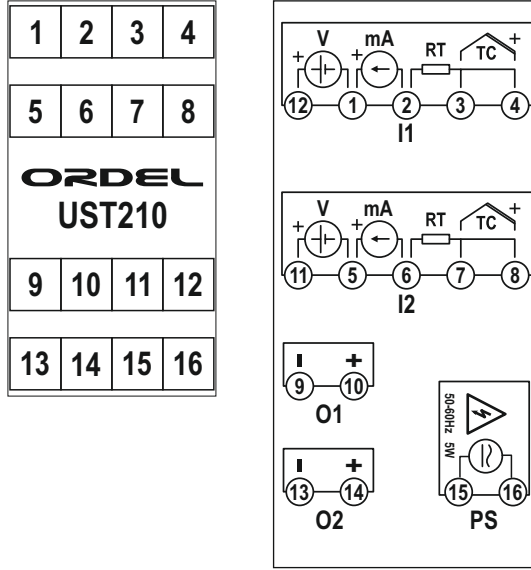 1 2 3 4
5 6 7 8
ORDEL
UST210
9 10 11 12
13 14 15 16
V mA RT TC
+ + +
12 1 2 3 4
I1
V mA RT TC
+ + +
11 5 6 7 8
I2
- +
9 10
O1
- +
13 14
O2
50-60Hz 5W
15 16
PS